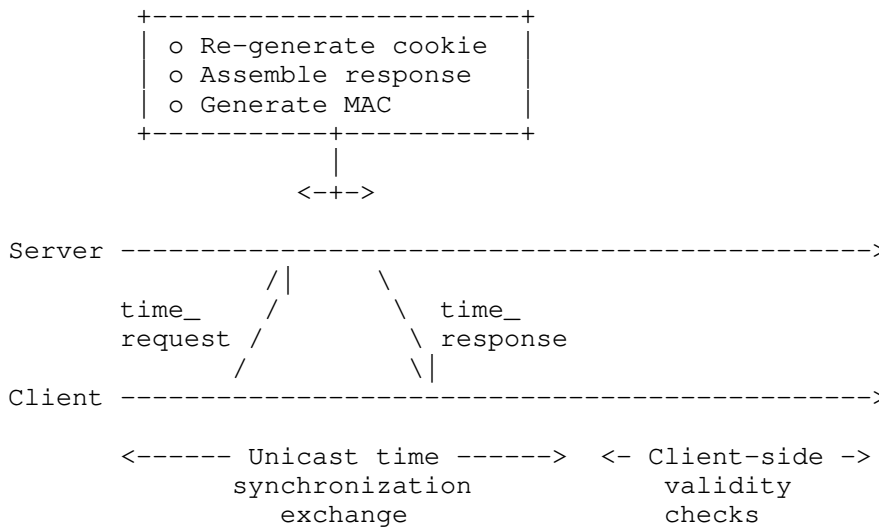 o Re-generate cookie
o Assemble response
o Generate MAC
Server
time_ time_
request response
Client
<------ Unicast time ------> <- Client-side ->
synchronization validity
exchange checks